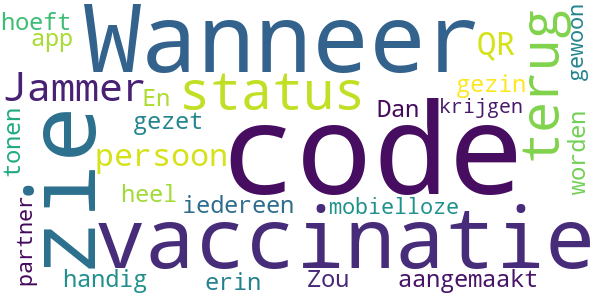 hoeft
app
Wanneer
QR
terug
gewoon
Jammer
En
status
gezin
Dan
krijgen
tonen
zie
gezet
code
persoon
worden
heel
iedereen
mobielloze
partner
vaccinatie
handig
erin
Zou
aangemaakt